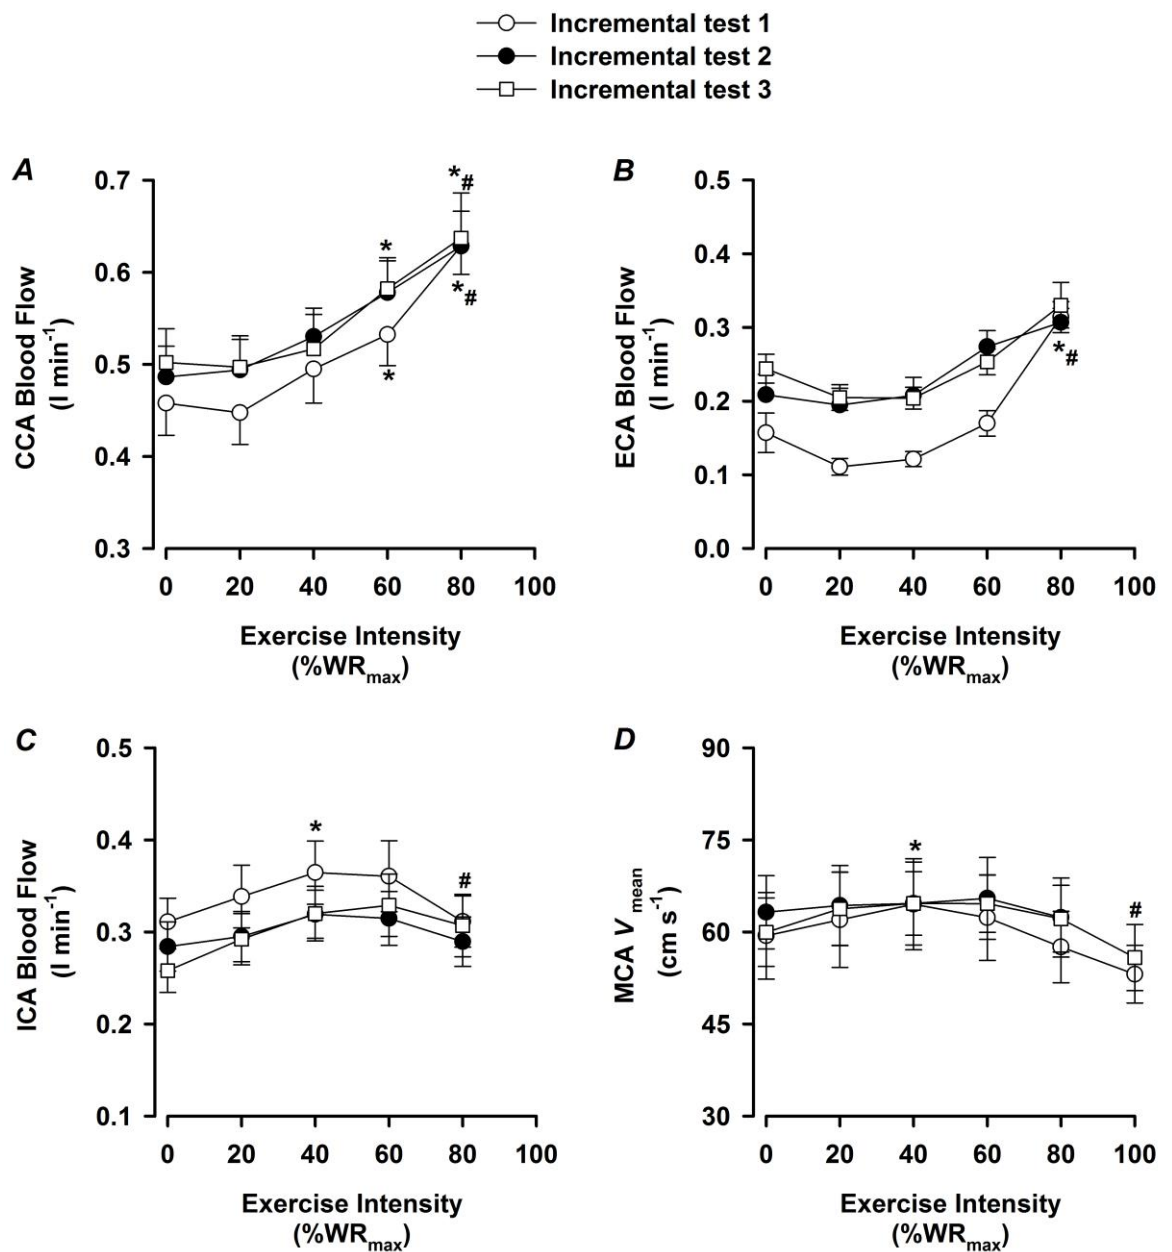 Incremental test 1
Incremental test 2
Incremental test 3
A
0.7
0.6
0.5
0.4
0.3
CCA Blood Flow
(l min⁻¹)
*
*#
*
*#
0 20 40 60 80 100
Exercise Intensity
(%WRmax)
B
0.5
0.4
0.3
0.2
0.1
0.0
ECA Blood Flow
(l min⁻¹)
*#
0 20 40 60 80 100
Exercise Intensity
(%WRmax)
C
0.5
0.4
0.3
0.2
0.1
ICA Blood Flow
(l min⁻¹)
*
#
0 20 40 60 80 100
Exercise Intensity
(%WRmax)
D
90
75
60
45
30
MCA V mean
(cm s⁻¹)
*
#
0 20 40 60 80 100
Exercise Intensity
(%WRmax)